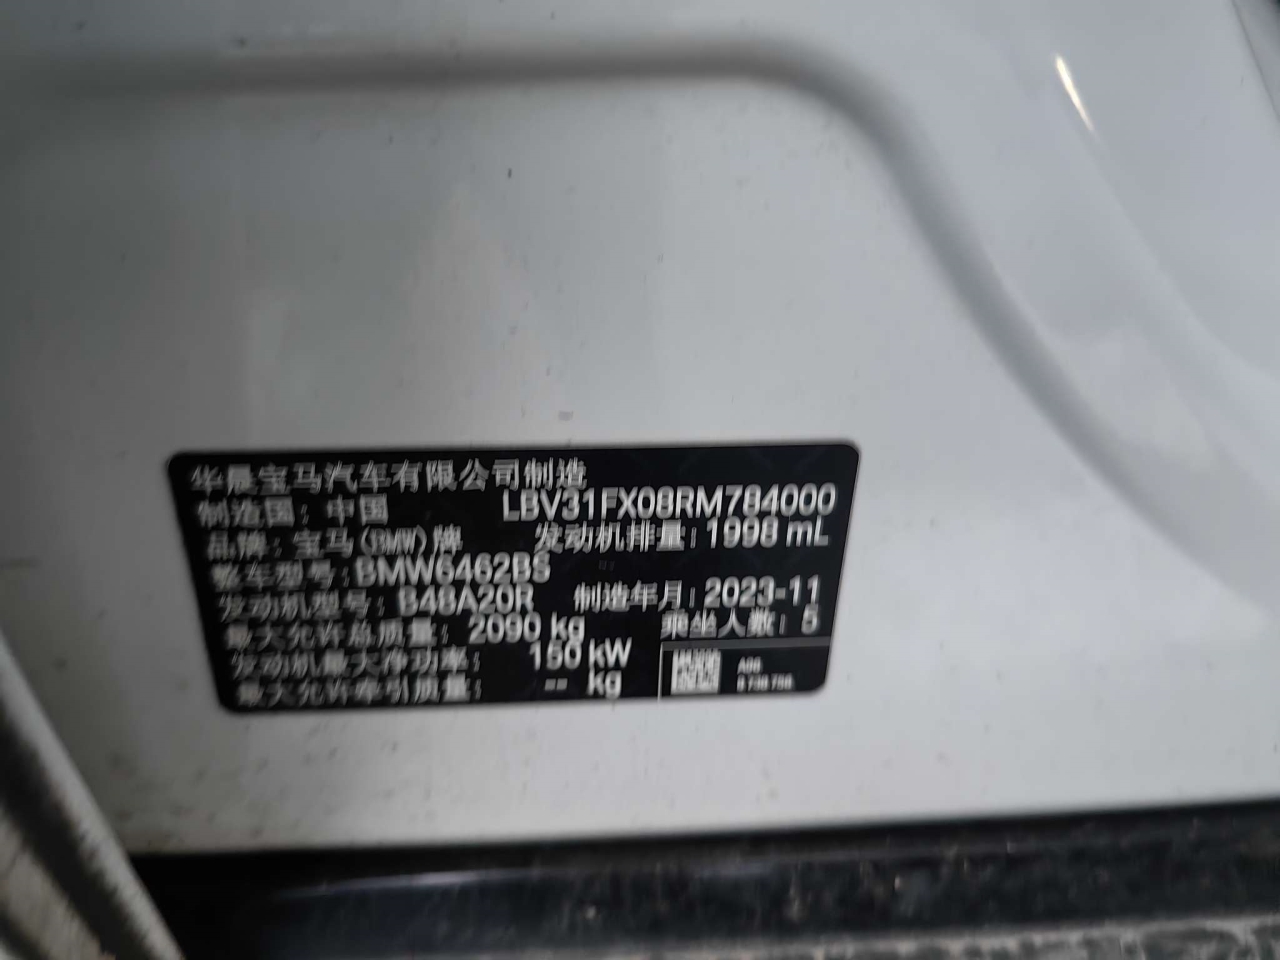 华晨宝马汽车有限公司制造
制造国：中国 LBV31FX08RM784000
品牌：宝马(BMW)牌 发动机排量：1998 mL
整车型号：BMW6462BS
发动机型号：B48A20R 制造年月：2023-11
最大允许总质量：2090 kg 乘坐人数：5
发动机最大净功率：150 kW
最大允许牵引质量：-- kg